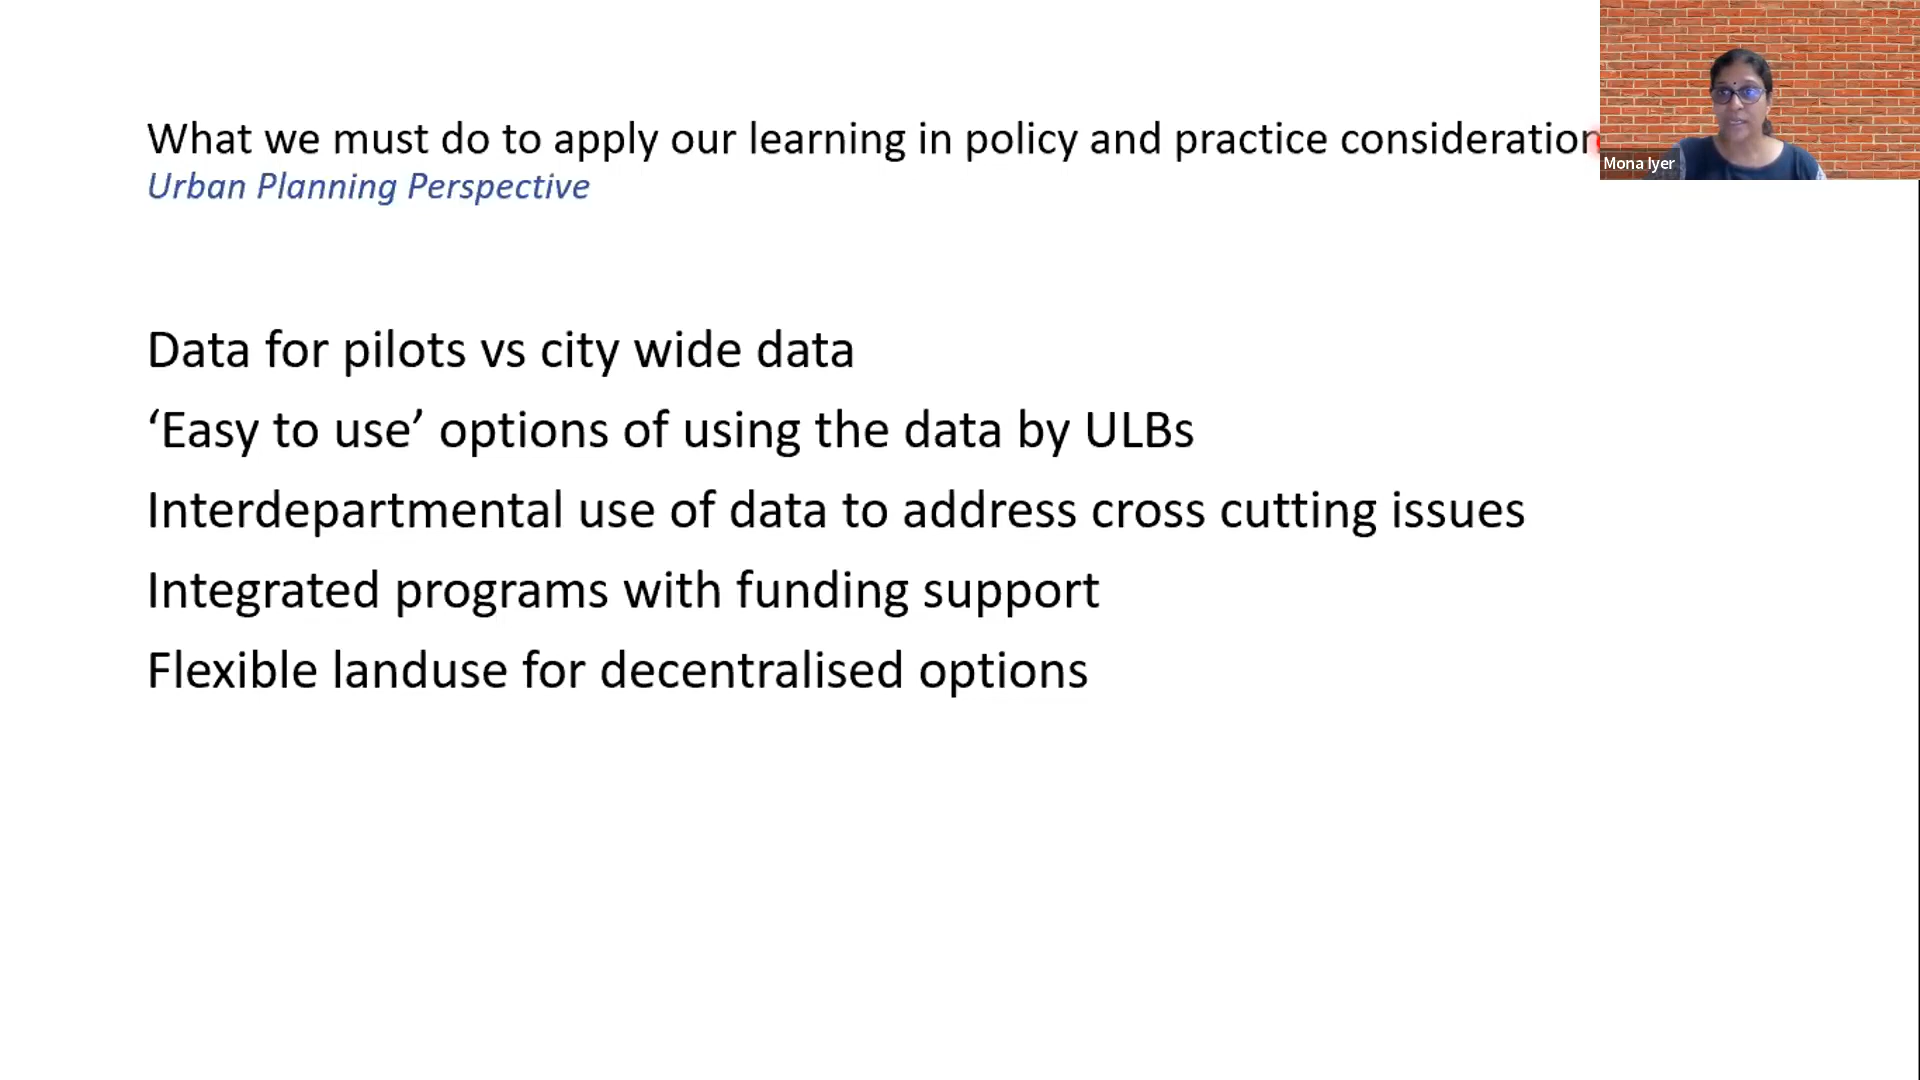 What we must do to apply our learning in policy and practice consideration
Urban Planning Perspective
Mona Iyer
Data for pilots vs city wide data
‘Easy to use’ options of using the data by ULBs
Interdepartmental use of data to address cross cutting issues
Integrated programs with funding support
Flexible landuse for decentralised options